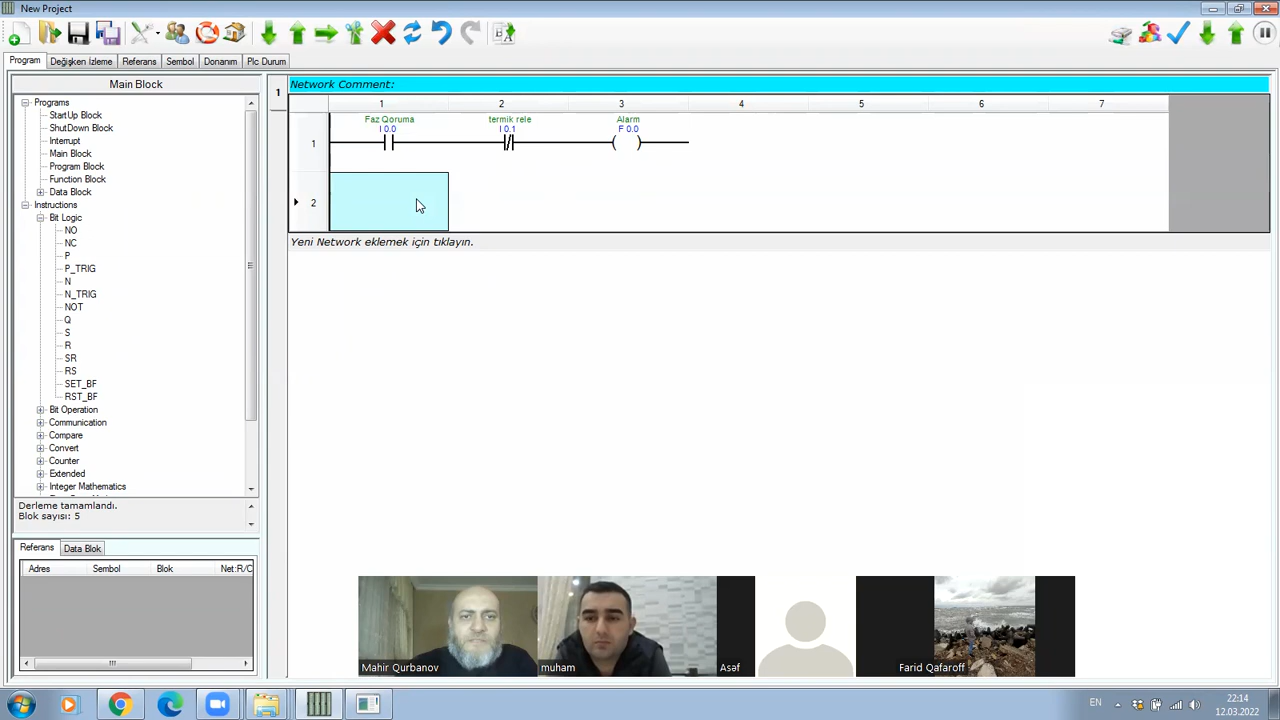 New Project
Program
Değişken İzleme
Referans
Sembol
Donanım
Plc Durum
Main Block
Programs
StartUp Block
ShutDown Block
Interrupt
Main Block
Program Block
Function Block
Data Block
Instructions
Bit Logic
NO
NC
P
P_TRIG
N
N_TRIG
NOT
Q
S
R
SR
RS
SET_BF
RST_BF
Bit Operation
Communication
Compare
Convert
Counter
Extended
Integer Mathematics
Derleme tamamlandı.
Blok sayısı: 5
Referans
Data Blok
Adres Sembol Blok Net:R/C
1
Network Comment:
1 2 3 4 5 6 7
Faz Qoruma termik rele Alarm
I 0.0 I 0.1 F 0.0
1
2
Yeni Network eklemek için tıklayın.
Mahir Qurbanov
muham
Asəf
Farid Qafaroff
EN
22:14
12.03.2022